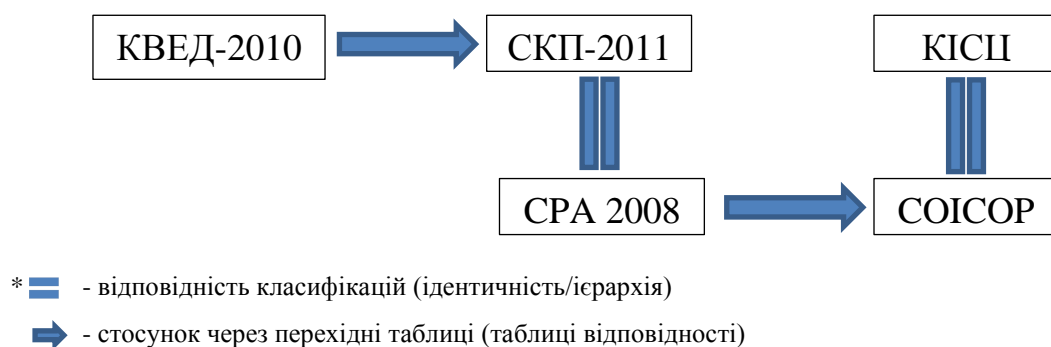 КВЕД-2010
СКП-2011
КІСЦ
СРА 2008
COICOP
* - відповідність класифікацій (ідентичність/ієрархія)
- стосунок через перехідні таблиці (таблиці відповідності)